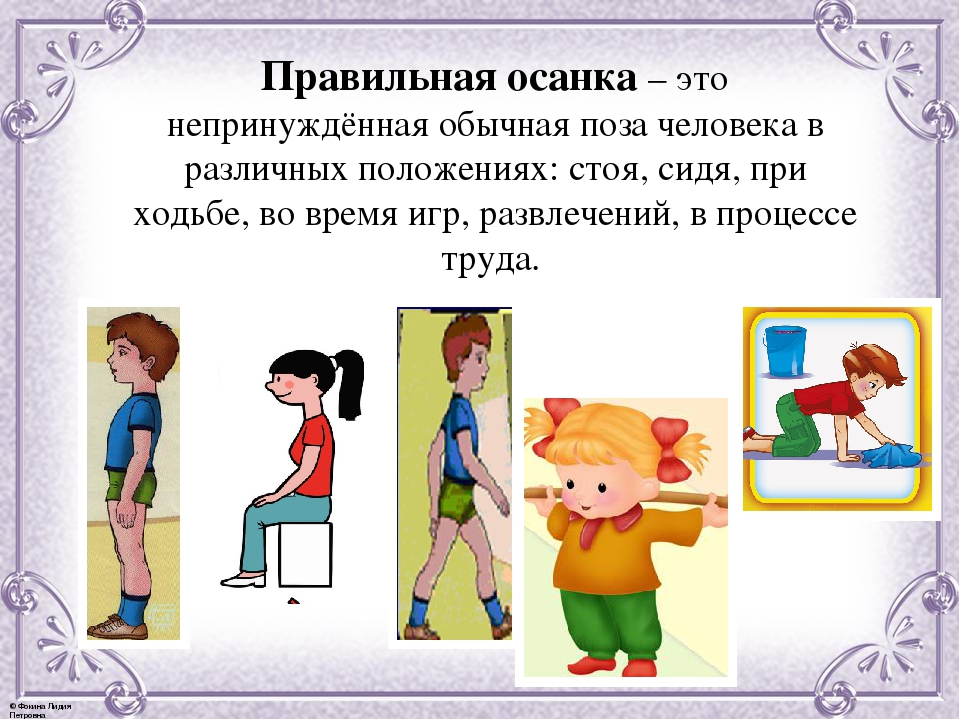 Правильная осанка – это
непринуждённая обычная поза человека в
различных положениях: стоя, сидя, при
ходьбе, во время игр, развлечений, в процессе
труда.
© Фокина Лидия
Петровна